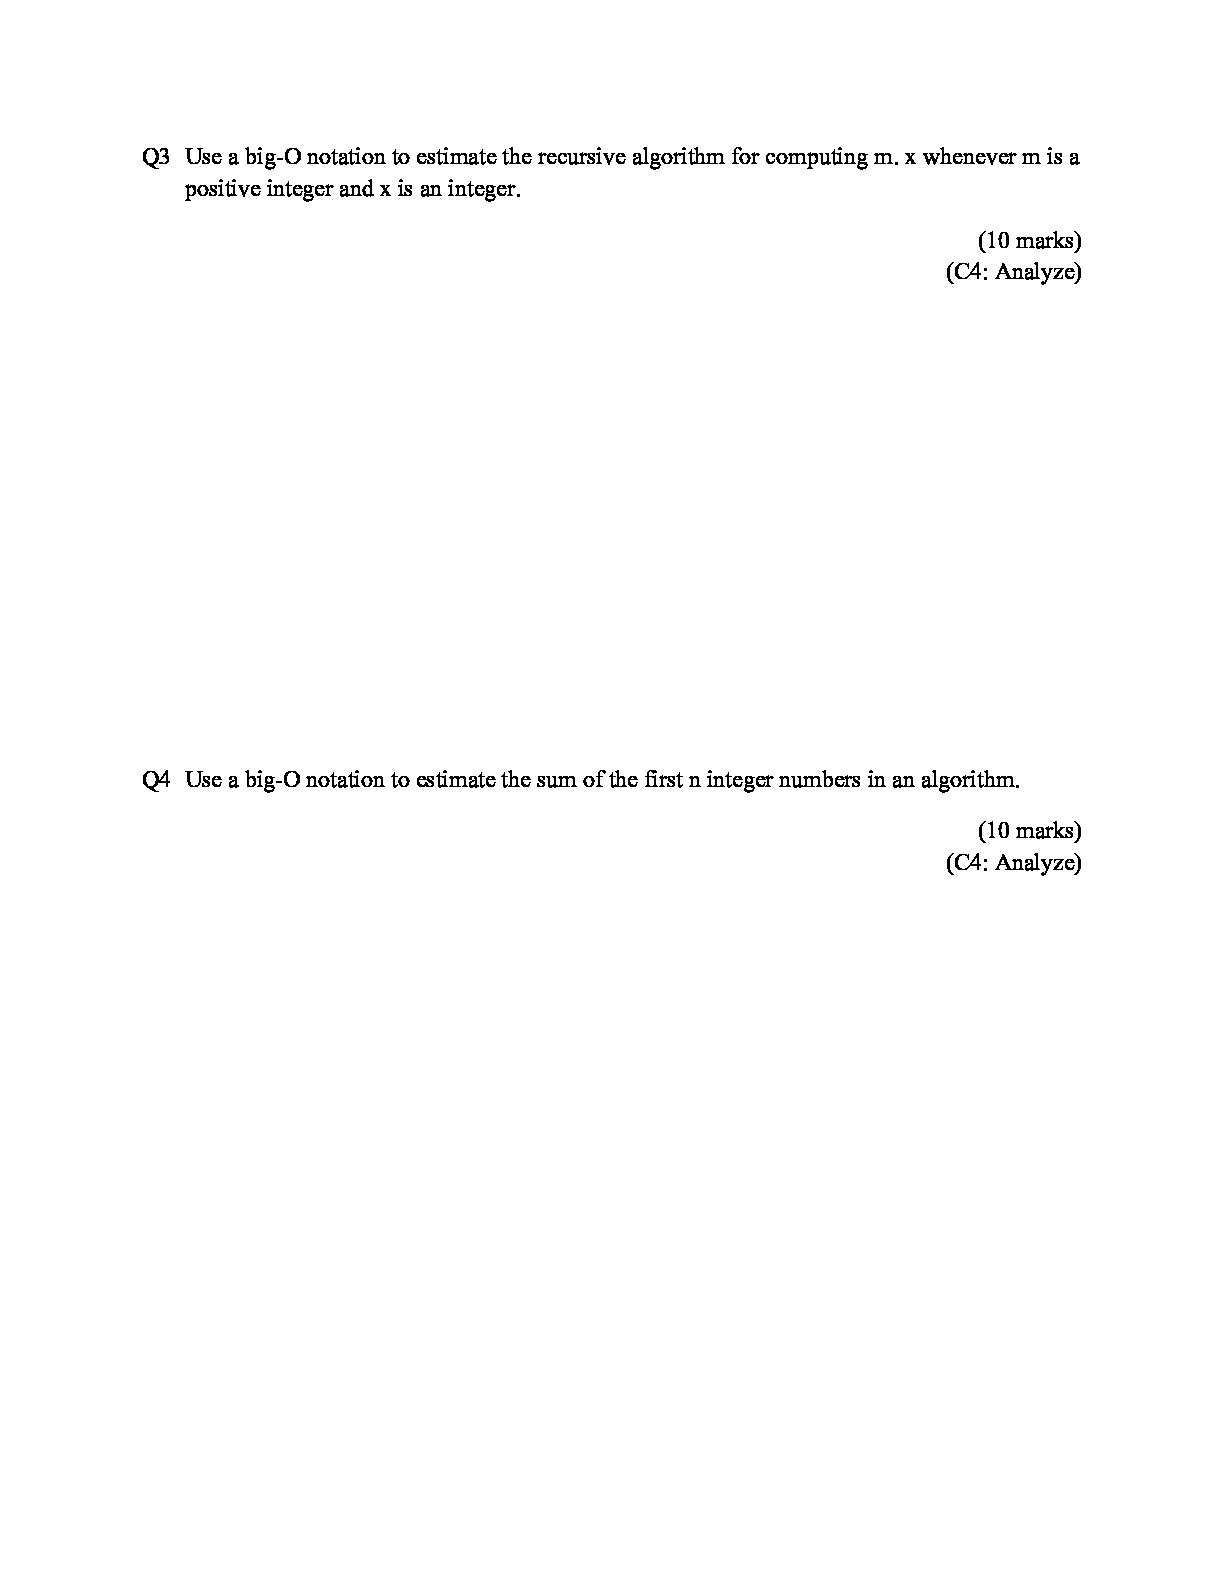 Q3 Use a big-O notation to estimate the recursive algorithm for computing m. x whenever m is a
positive integer and x is an integer.
(10 marks)
(C4: Analyze)
Q4 Use a big-O notation to estimate the sum of the first n integer numbers in an algorithm.
(10 marks)
(C4: Analyze)